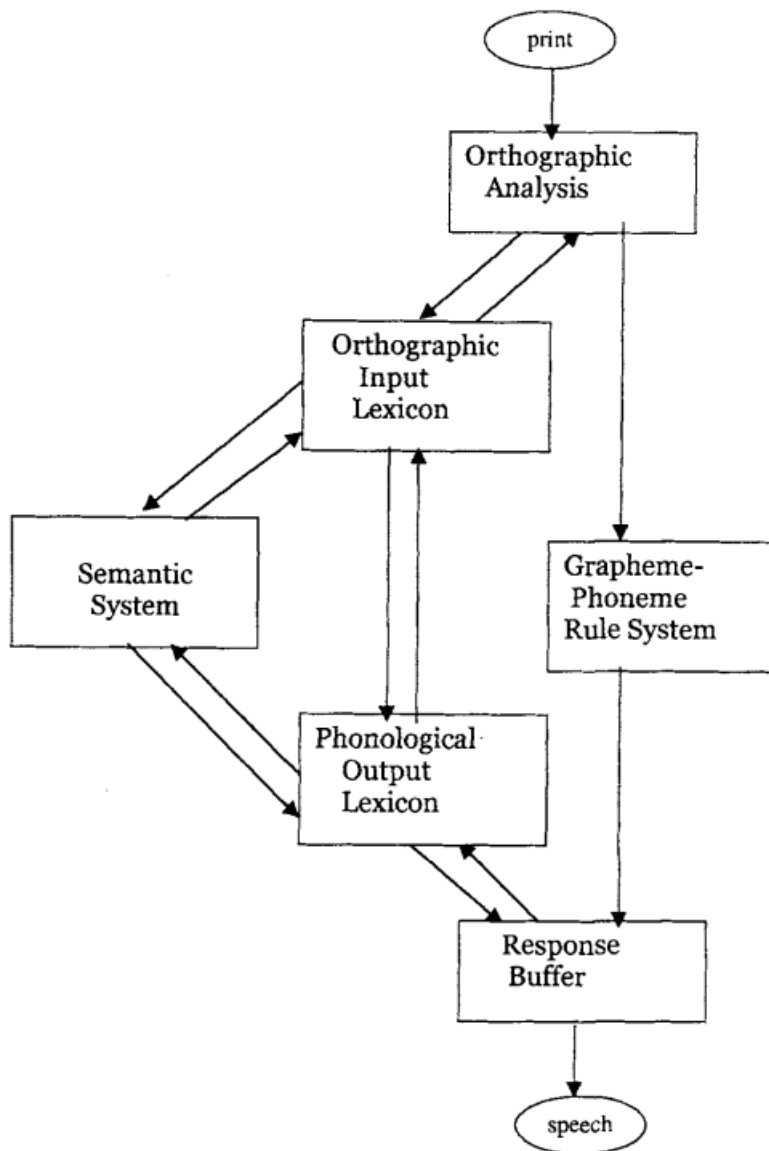 print
Orthographic
Analysis
Orthographic
Input
Lexicon
Semantic
System
Grapheme-
Phoneme
Rule System
Phonological
Output
Lexicon
Response
Buffer
speech